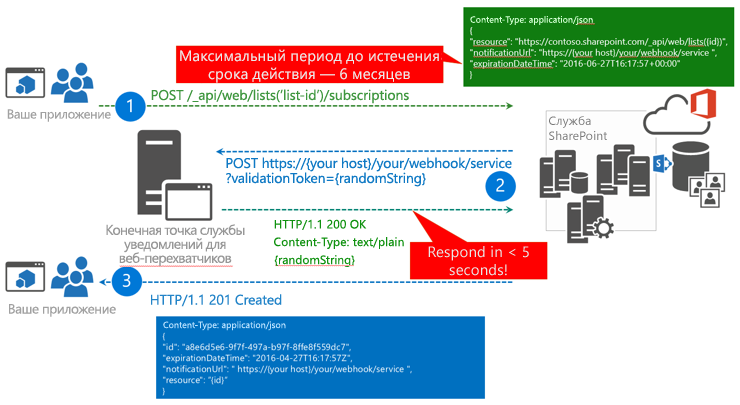 Content-Type: application/json
{
"resource": "https://contoso.sharepoint.com/_api/web/lists({id})",
"notificationUrl": "https://{your host}/your/webhook/service ",
"expirationDateTime": "2016-06-27T16:17:57+00:00"
}
Максимальный период до истечения
срока действия — 6 месяцев
1
POST /_api/web/lists('list-id')/subscriptions
Ваше приложение
Служба
SharePoint
S
POST https://{your host}/your/webhook/service
?validationToken={randomString}
2
Конечная точка службы
уведомлений для
веб-перехватчиков
HTTP/1.1 200 OK
Content-Type: text/plain
{randomString}
Respond in < 5
seconds!
3
Ваше приложение
HTTP/1.1 201 Created
Content-Type: application/json
{
"id": "a8e6d5e6-9f7f-497a-b97f-8ffe8f559dc7",
"expirationDateTime": "2016-04-27T16:17:57Z",
"notificationUrl": " https://{your host}/your/webhook/service ",
"resource": "{id}"
}